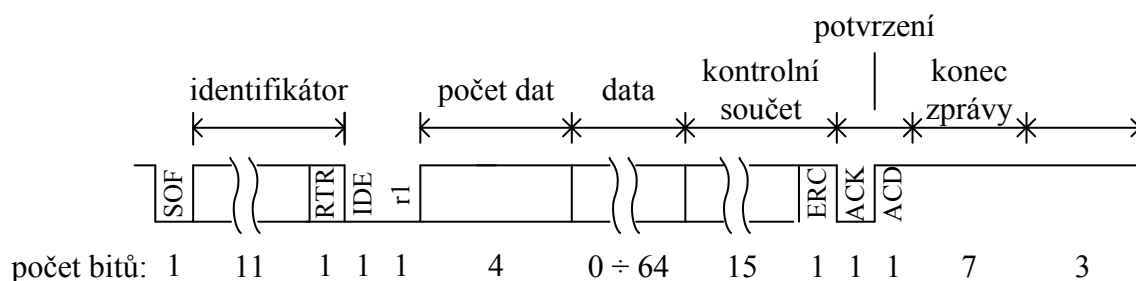 potvrzení
identifikátor počet dat data kontrolní součet konec zprávy
SOF RTR IDE r1 ERC ACK ACD
počet bitů: 1 11 1 1 1 4 0 ÷ 64 15 1 1 1 7 3